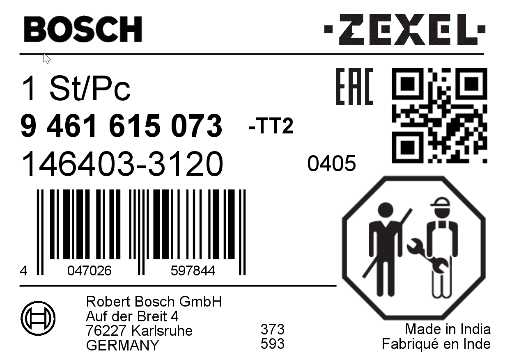 BOSCH
·ZEXEL·
1 St/Pc
EAC
9 461 615 073 -TT2
146403-3120
0405
4 047026 597844
Robert Bosch GmbH
Auf der Breit 4
76227 Karlsruhe 373
GERMANY 593
Made in India
Fabriqué en Inde